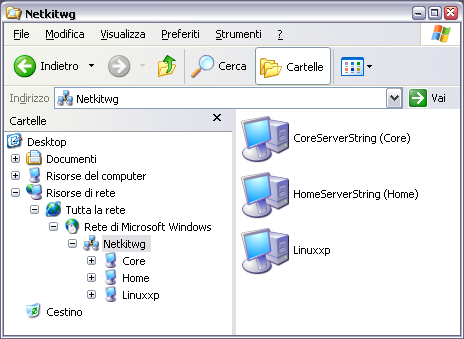 Netkitwg
File Modifica Visualizza Preferiti Strumenti ?
Indietro Cerca Cartelle
Indirizzo Netkitwg Vai
Cartelle
Desktop
Documenti
Risorse del computer
Risorse di rete
Tutta la rete
Rete di Microsoft Windows
Netkitwg
Core
Home
Linuxxp
Cestino
CoreServerString (Core)
HomeServerString (Home)
Linuxxp